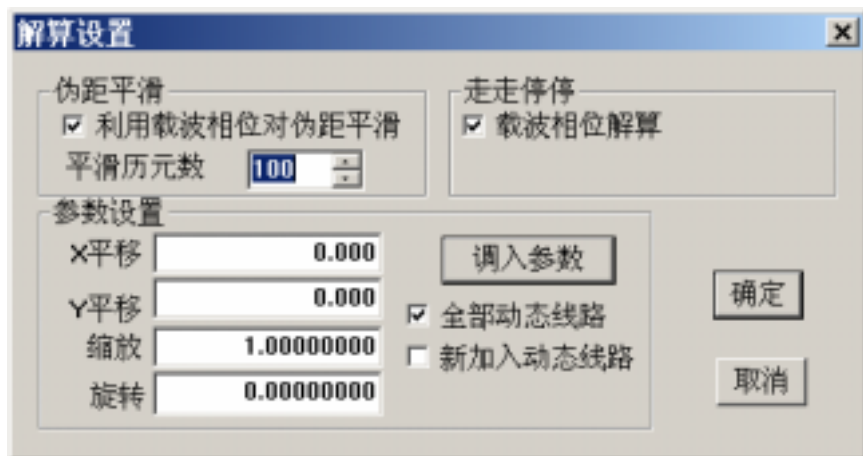 解算设置
伪距平滑
利用载波相位对伪距平滑
平滑历元数 100
走走停停
载波相位解算
参数设置
X平移 0.000
Y平移 0.000
缩放 1.00000000
旋转 0.00000000
调入参数
全部动态线路
新加入动态线路
确定
取消